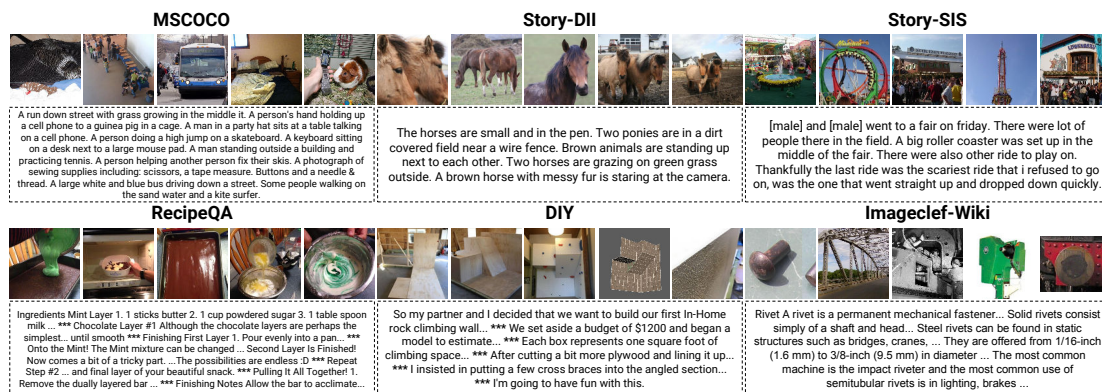 MSCOCO
A run down street with grass growing in the middle it. A person's hand holding up
a cell phone to a guinea pig in a cage. A man in a party hat sits at a table talking
on a cell phone. A person doing a high jump on a skateboard. A keyboard sitting
on a desk next to a large mouse pad. A man standing outside a building and
practicing tennis. A person helping another person fix their skis. A photograph of
sewing supplies including: scissors, a tape measure. Buttons and a needle &
thread. A large white and blue bus driving down a street. Some people walking on
the sand water and a kite surfer.
Story-DII
The horses are small and in the pen. Two ponies are in a dirt
covered field near a wire fence. Brown animals are standing up
next to each other. Two horses are grazing on green grass
outside. A brown horse with messy fur is staring at the camera.
Story-SIS
[male] and [male] went to a fair on friday. There were lot of
people there in the field. A big roller coaster was set up in the
middle of the fair. There were also other ride to play on.
Thankfully the last ride was the scariest ride that i refused to go
on, was the one that went straight up and dropped down quickly.
RecipeQA
Ingredients Mint Layer 1. 1 sticks butter 2. 1 cup powdered sugar 3. 1 table spoon
milk ... *** Chocolate Layer #1 Although the chocolate layers are perhaps the
simplest... until smooth *** Finishing First Layer 1. Pour evenly into a pan... ***
Onto the Mint! The Mint mixture can be changed ... Second Layer Is Finished!
Now comes a bit of a tricky part. ...The possibilities are endless :D *** Repeat
Step #2 ... and final layer of your beautiful snack. *** Pulling It All Together! 1.
Remove the dually layered bar ... *** Finishing Notes Allow the bar to acclimate...
DIY
So my partner and I decided that we want to build our first In-Home
rock climbing wall... *** We set aside a budget of $1200 and began a
model to estimate... *** Each box represents one square foot of
climbing space... *** After cutting a bit more plywood and lining it up...
*** I insisted in putting a few cross braces into the angled section...
*** I'm going to have fun with this.
Imageclef-Wiki
Rivet A rivet is a permanent mechanical fastener... Solid rivets consist
simply of a shaft and head... Steel rivets can be found in static
structures such as bridges, cranes, ... They are offered from 1/16-inch
(1.6 mm) to 3/8-inch (9.5 mm) in diameter ... The most common
machine is the impact riveter and the most common use of
semitubular rivets is in lighting, brakes ...